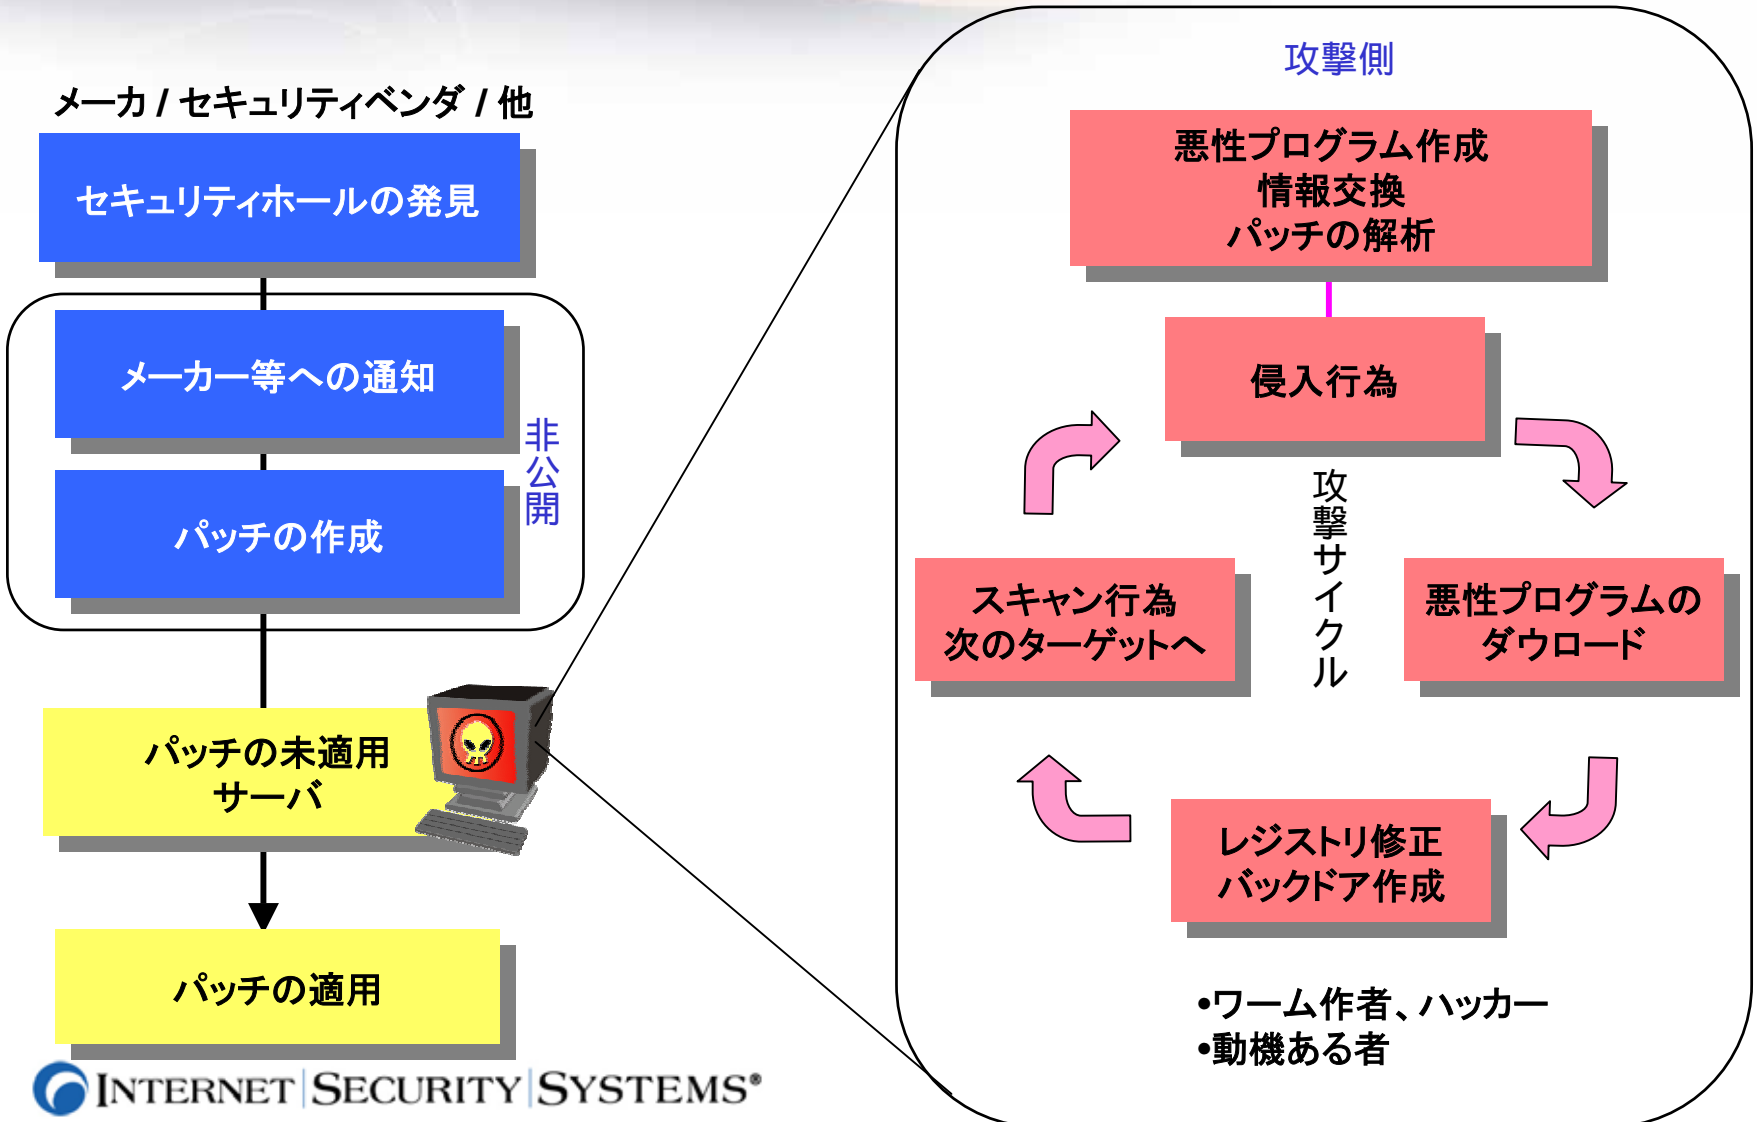 メーカ / セキュリティベンダ / 他
セキュリティホールの発見
メーカー等への通知
パッチの作成
非公開
パッチの未適用
サーバ
パッチの適用
INTERNET SECURITY SYSTEMS®
攻撃側
悪性プログラム作成
情報交換
パッチの解析
侵入行為
攻撃サイクル
スキャン行為
次のターゲットへ
悪性プログラムの
ダウロード
レジストリ修正
バックドア作成
•ワーム作者、ハッカー
•動機ある者